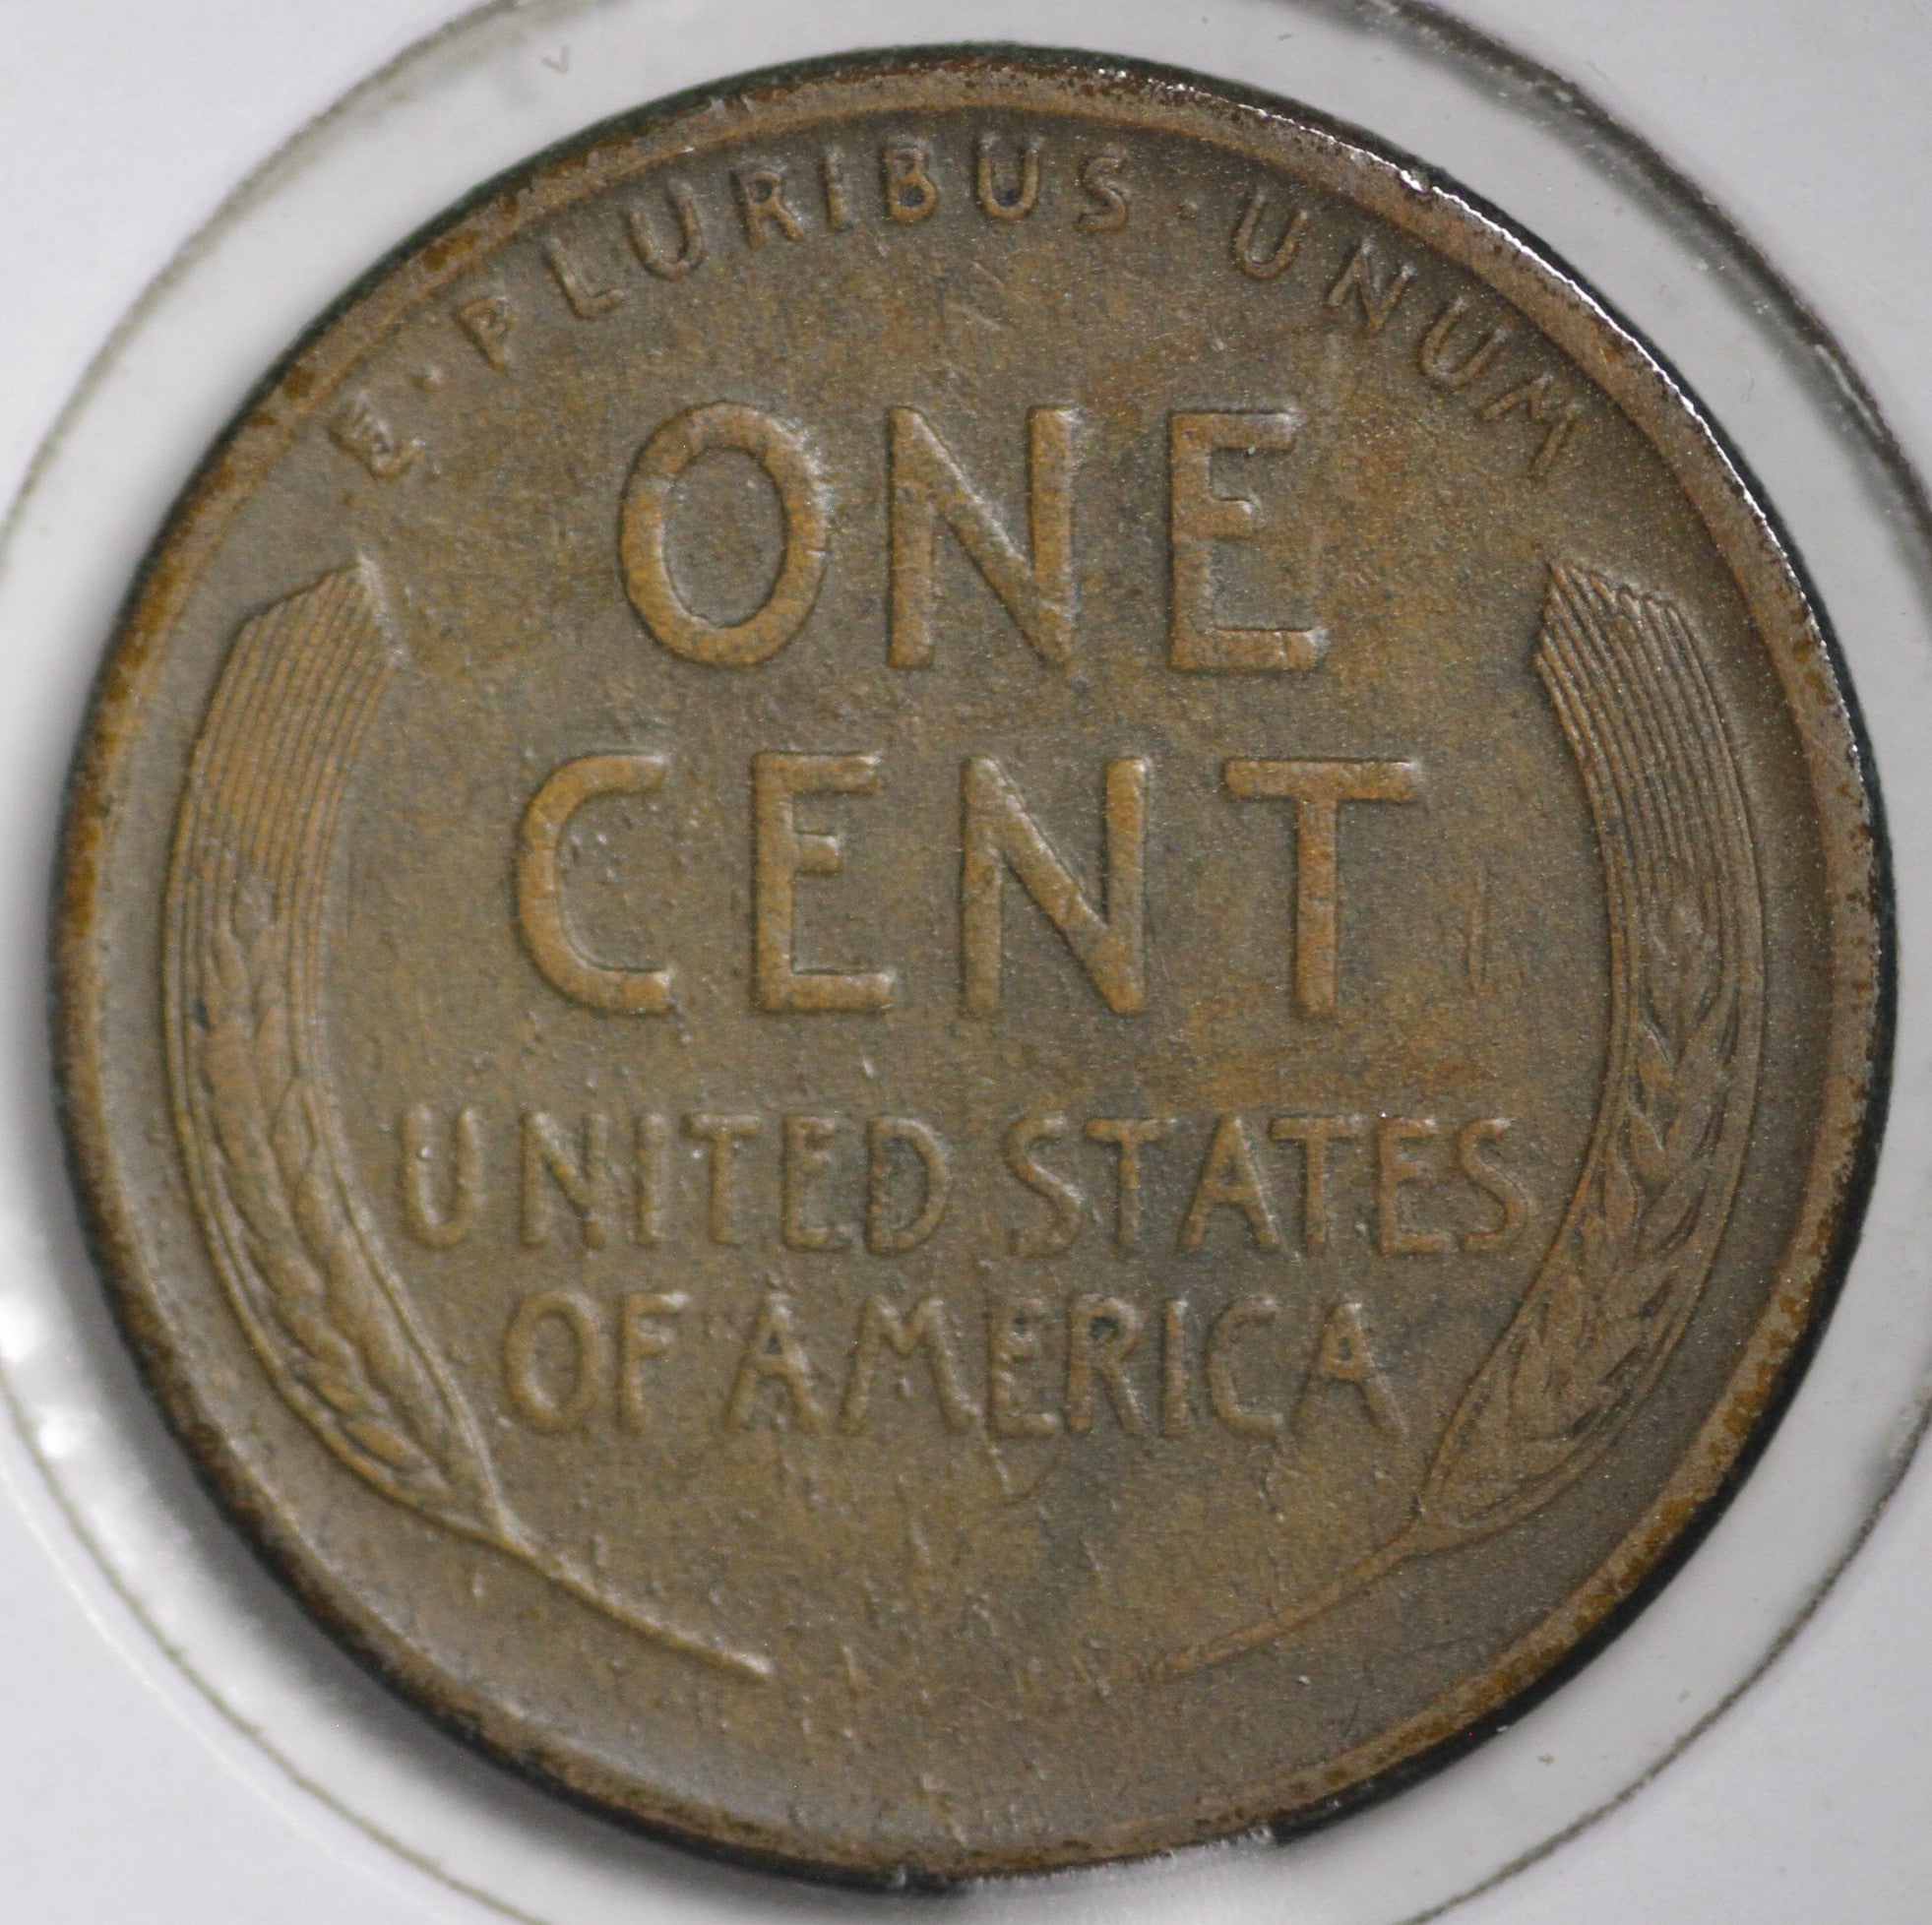 E·PLURIBUS·UNUM
ONE
CENT
UNITED STATES
OF AMERICA